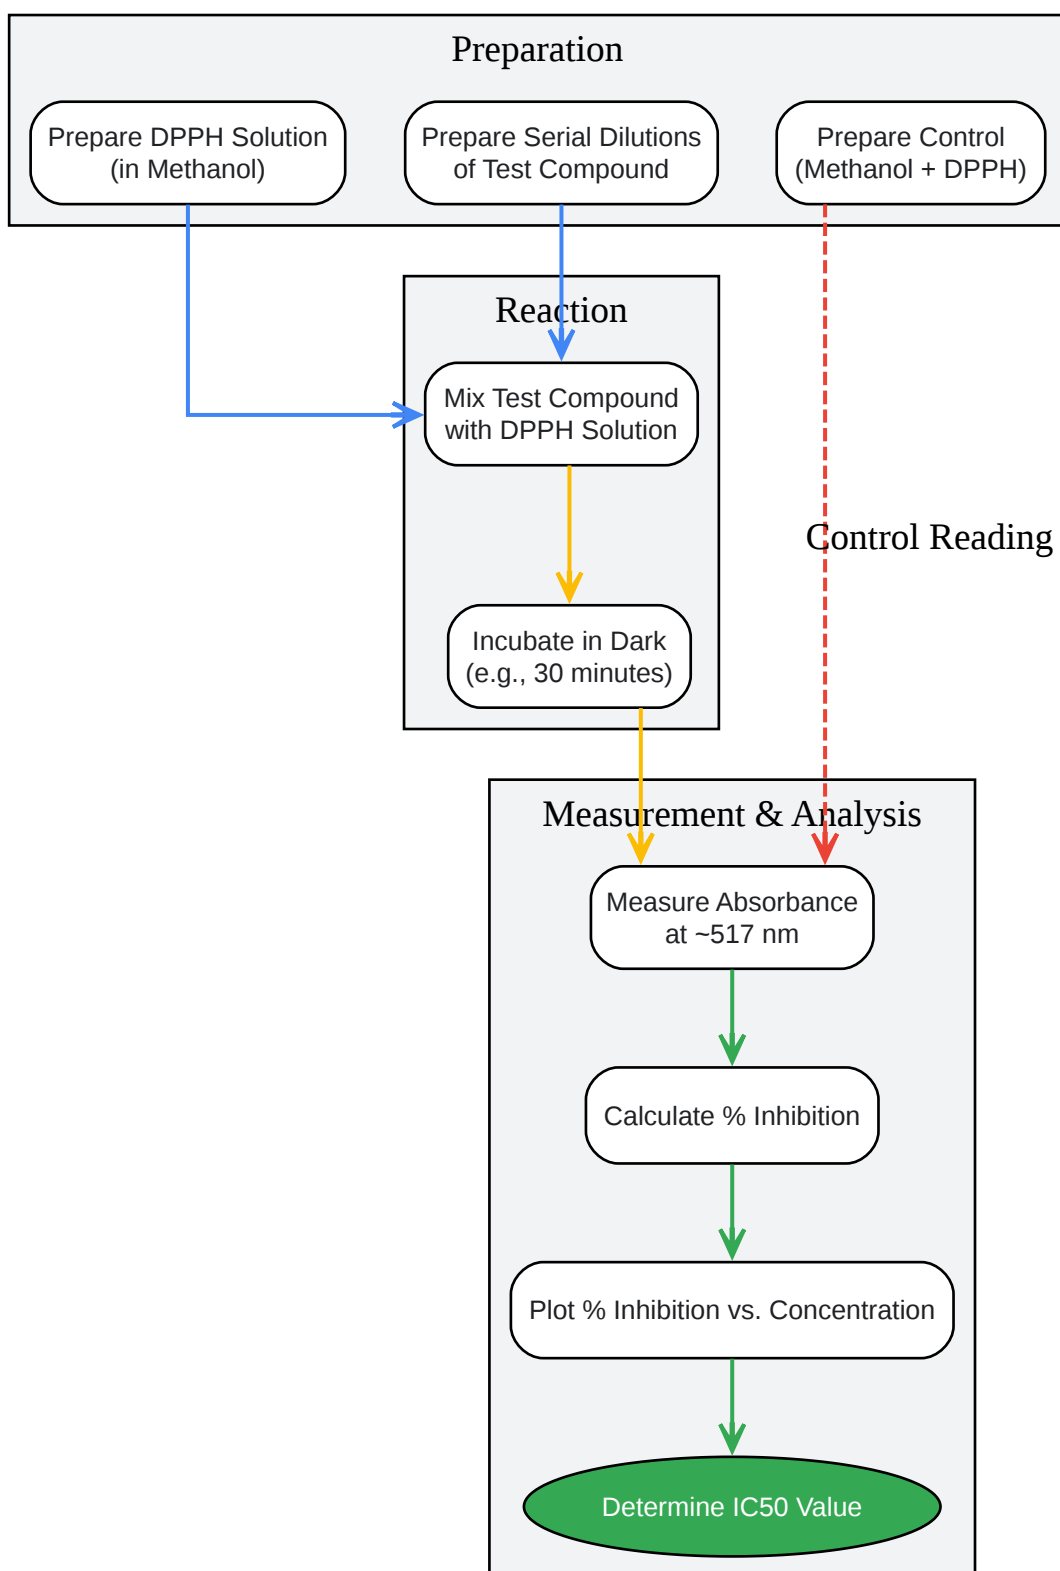 Preparation
Prepare DPPH Solution
(in Methanol)
Prepare Serial Dilutions
of Test Compound
Prepare Control
(Methanol + DPPH)
Reaction
Mix Test Compound
with DPPH Solution
Control Reading
Incubate in Dark
(e.g., 30 minutes)
Measurement & Analysis
Measure Absorbance
at ~517 nm
Calculate % Inhibition
Plot % Inhibition vs. Concentration
Determine IC50 Value